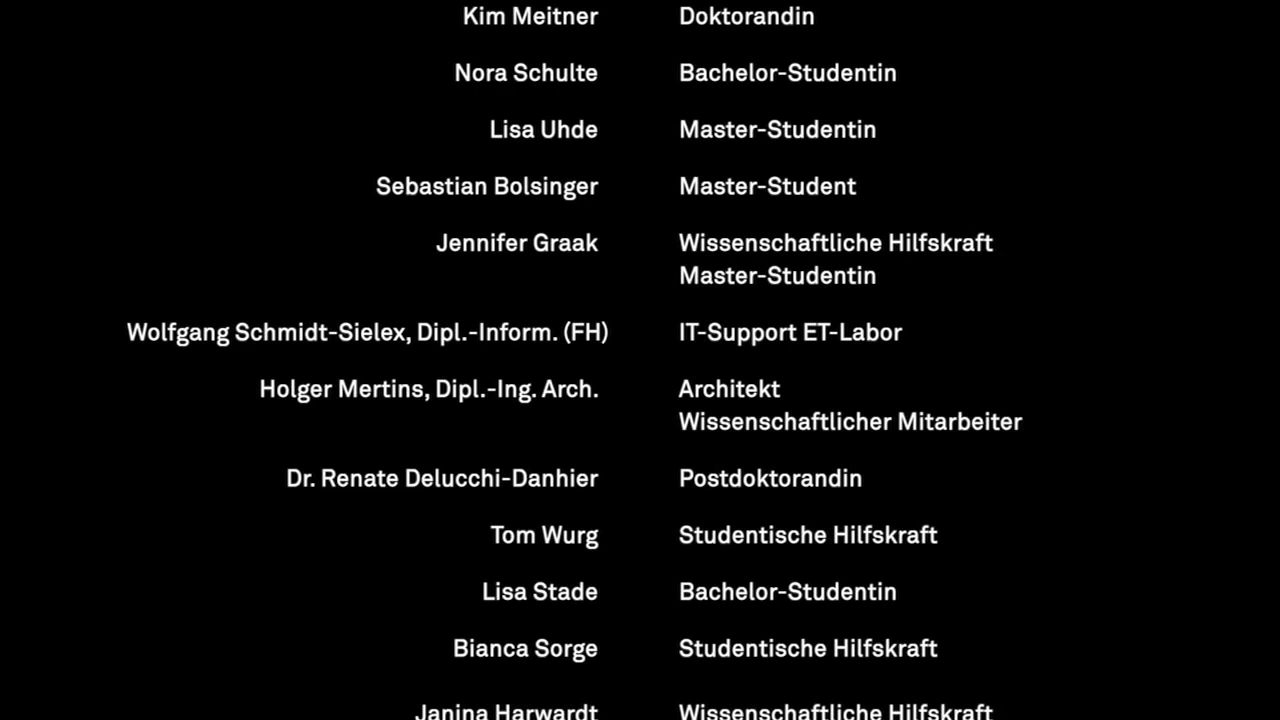 Kim Meitner Doktorandin
Nora Schulte Bachelor-Studentin
Lisa Uhde Master-Studentin
Sebastian Bolsinger Master-Student
Jennifer Graak Wissenschaftliche Hilfskraft
Master-Studentin
Wolfgang Schmidt-Sielex, Dipl.-Inform. (FH) IT-Support ET-Labor
Holger Mertins, Dipl.-Ing. Arch. Architekt
Wissenschaftlicher Mitarbeiter
Dr. Renate Delucchi-Danhier Postdoktorandin
Tom Wurg Studentische Hilfskraft
Lisa Stade Bachelor-Studentin
Bianca Sorge Studentische Hilfskraft
Janina Harwardt Wissenschaftliche Hilfskraft